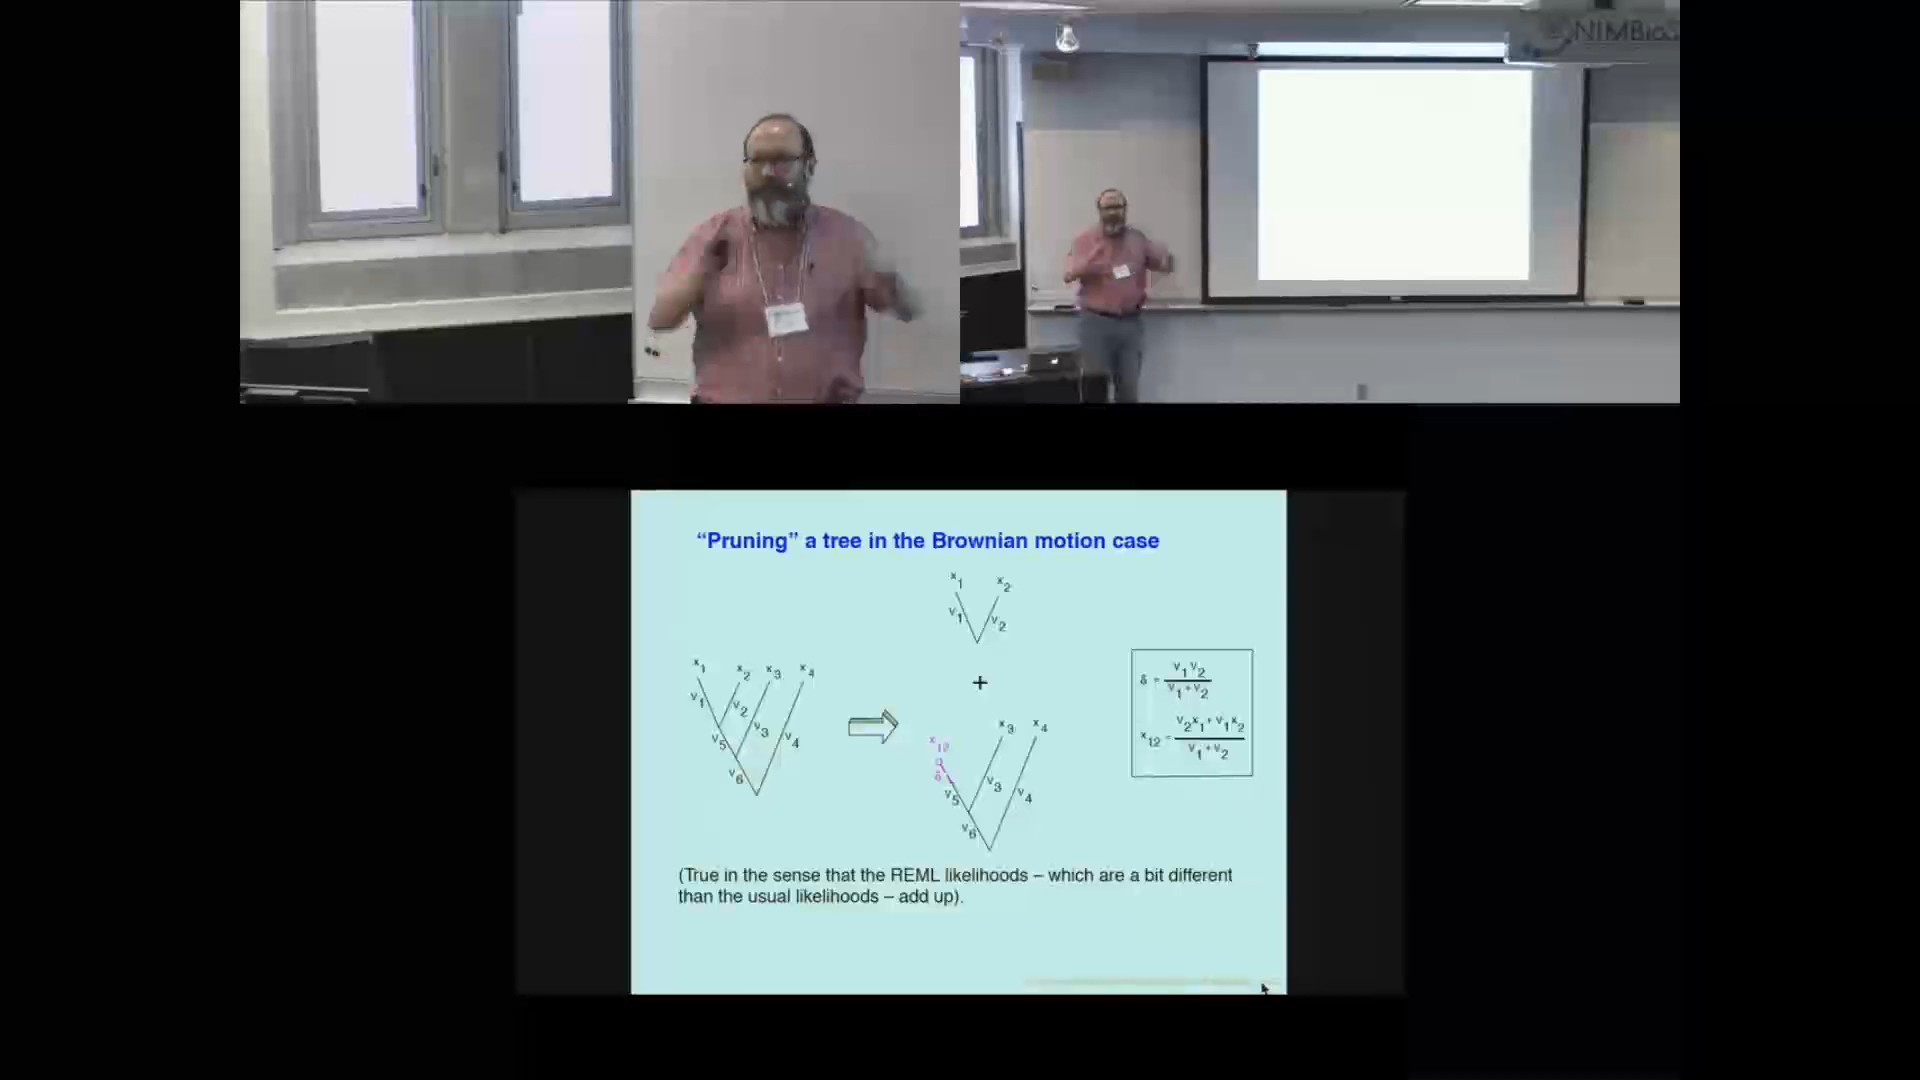 NIMBioS
“Pruning” a tree in the Brownian motion case
x1 x2
v1 v2
x1 x2 x3 x4
v1 v2 v3 v4
v5
v6
+
x12 x3 x4
δ
v5 v3 v4
v6
δ = v1 v2 / v1 + v2
x12 = v2x1 + v1x2 / v1 + v2
(True in the sense that the REML likelihoods – which are a bit different
than the usual likelihoods – add up).